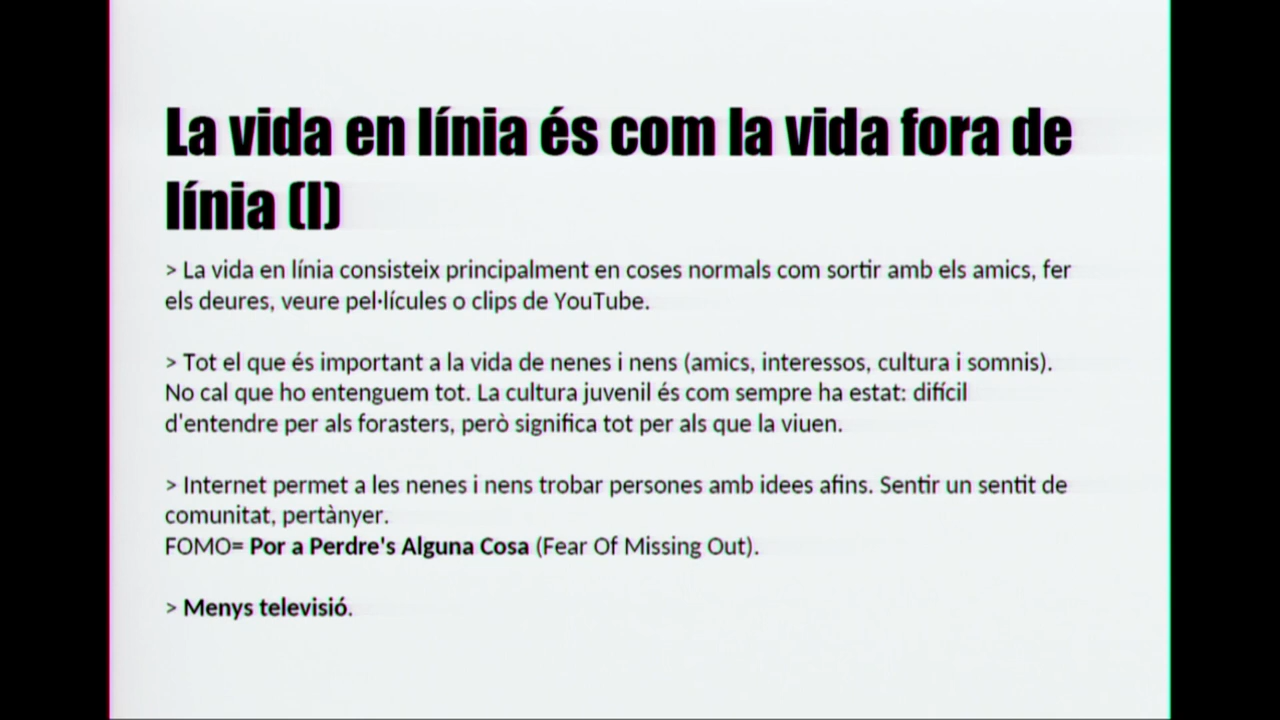 La vida en línia és com la vida fora de
línia (I)
> La vida en línia consisteix principalment en coses normals com sortir amb els amics, fer
els deures, veure pel·lícules o clips de YouTube.
> Tot el que és important a la vida de nenes i nens (amics, interessos, cultura i somnis).
No cal que ho entenguem tot. La cultura juvenil és com sempre ha estat: difícil
d'entendre per als forasters, però significa tot per als que la viuen.
> Internet permet a les nenes i nens trobar persones amb idees afins. Sentir un sentit de
comunitat, pertànyer.
FOMO= Por a Perdre's Alguna Cosa (Fear Of Missing Out).
> Menys televisió.